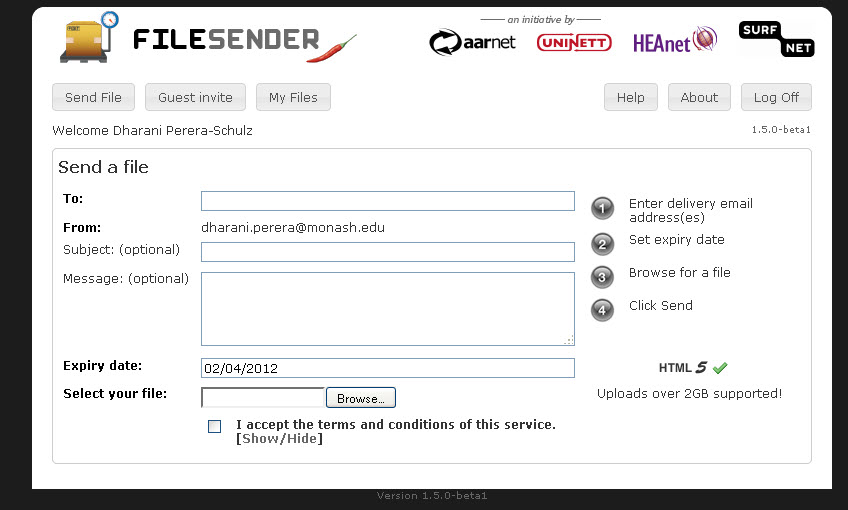 FILESENDER
an initiative by
aarnet
UNINETT
HEAnet
SURF
NET
Send File
Guest invite
My Files
Help
About
Log Off
Welcome Dharani Perera-Schulz
1.5.0-beta1
Send a file
To:
From:
dharani.perera@monash.edu
Subject: (optional)
Message: (optional)
1 Enter delivery email
address(es)
2 Set expiry date
3 Browse for a file
4 Click Send
Expiry date:
02/04/2012
HTML 5
Select your file:
Browse...
Uploads over 2GB supported!
I accept the terms and conditions of this service.
[Show/Hide]
Version 1.5.0-beta1